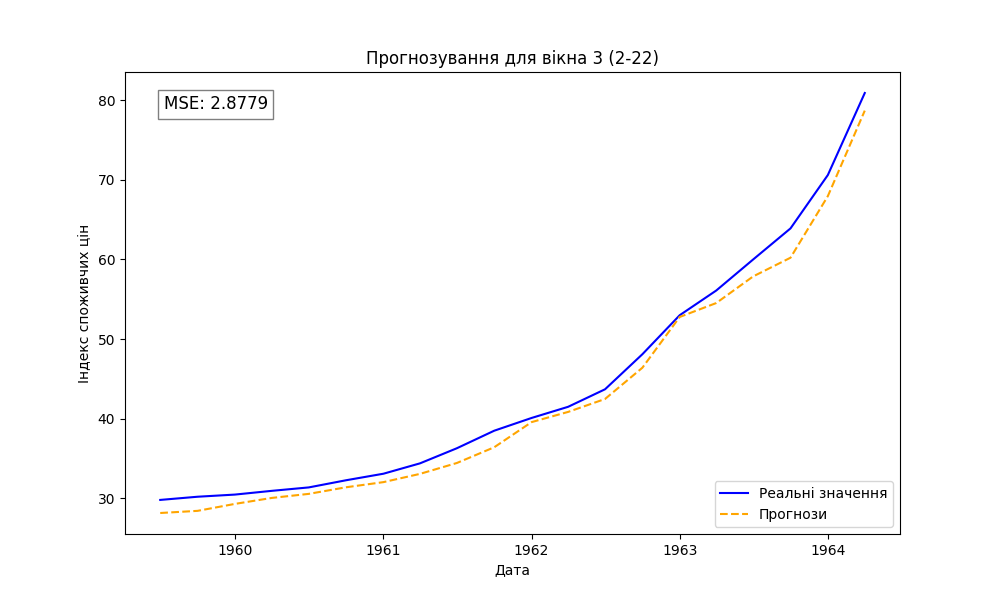 Прогнозування для вікна 3 (2-22)
MSE: 2.8779
80
70
60
50
40
30
Індекс споживчих цін
1960 1961 1962 1963 1964
Дата
Реальні значення
Прогнози